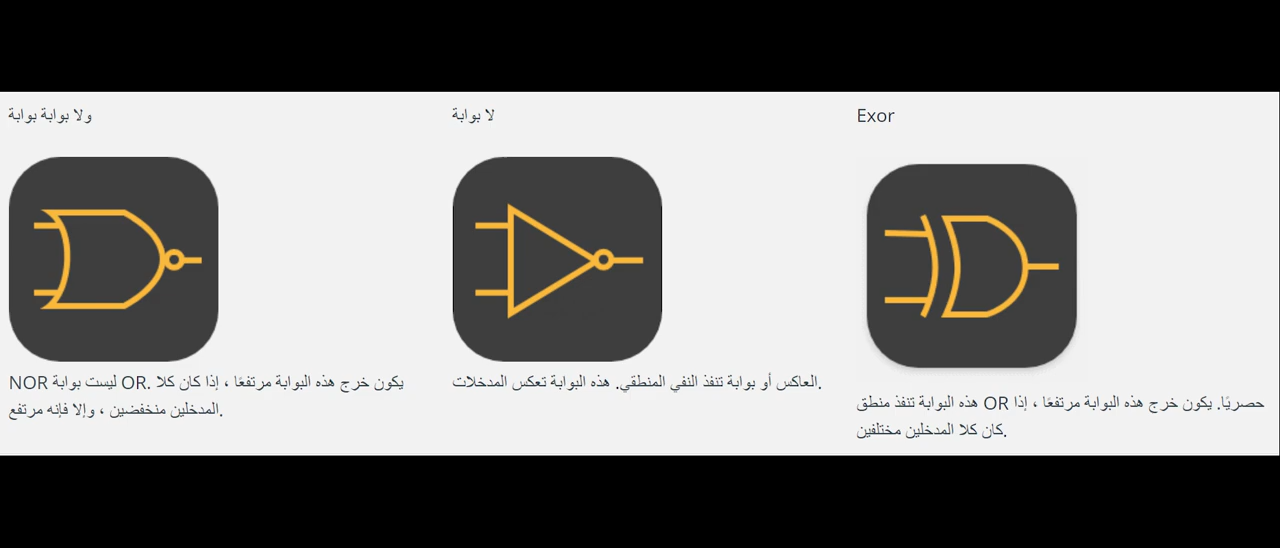 ولا بوابة بوابة
لا بوابة
Exor
NOR ليست بوابة OR. يكون خرج هذه البوابة مرتفعًا ، إذا كان كلا
المدخلين منخفضين ، وإلا فإنه مرتفع.
العاكس أو بوابة تنفذ النفي المنطقي. هذه البوابة تعكس المدخلات.
هذه البوابة تنفذ منطق OR حصريًا. يكون خرج هذه البوابة مرتفعًا ، إذا
كان كلا المدخلين مختلفين.